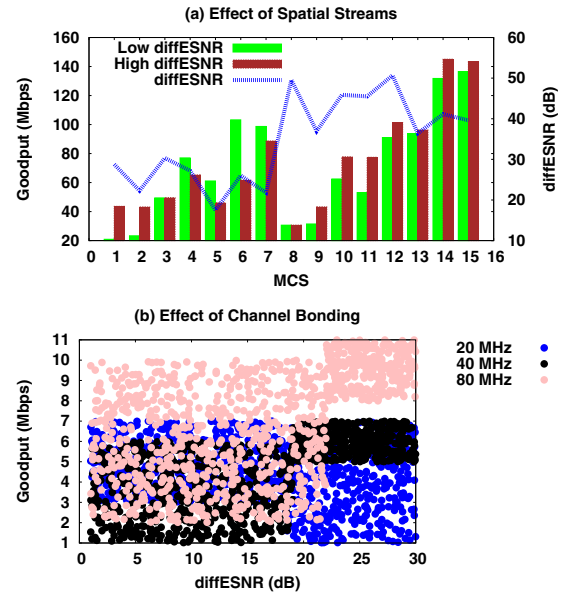 (a) Effect of Spatial Streams
Low diffESNR
High diffESNR
diffESNR
Goodput (Mbps)
160
140
120
100
80
60
40
20
60
50
40
30
20
10
diffESNR (dB)
0 1 2 3 4 5 6 7 8 9 10 11 12 13 14 15 16
MCS
(b) Effect of Channel Bonding
20 MHz
40 MHz
80 MHz
Goodput (Mbps)
11
10
9
8
7
6
5
4
3
2
1
0 5 10 15 20 25 30
diffESNR (dB)